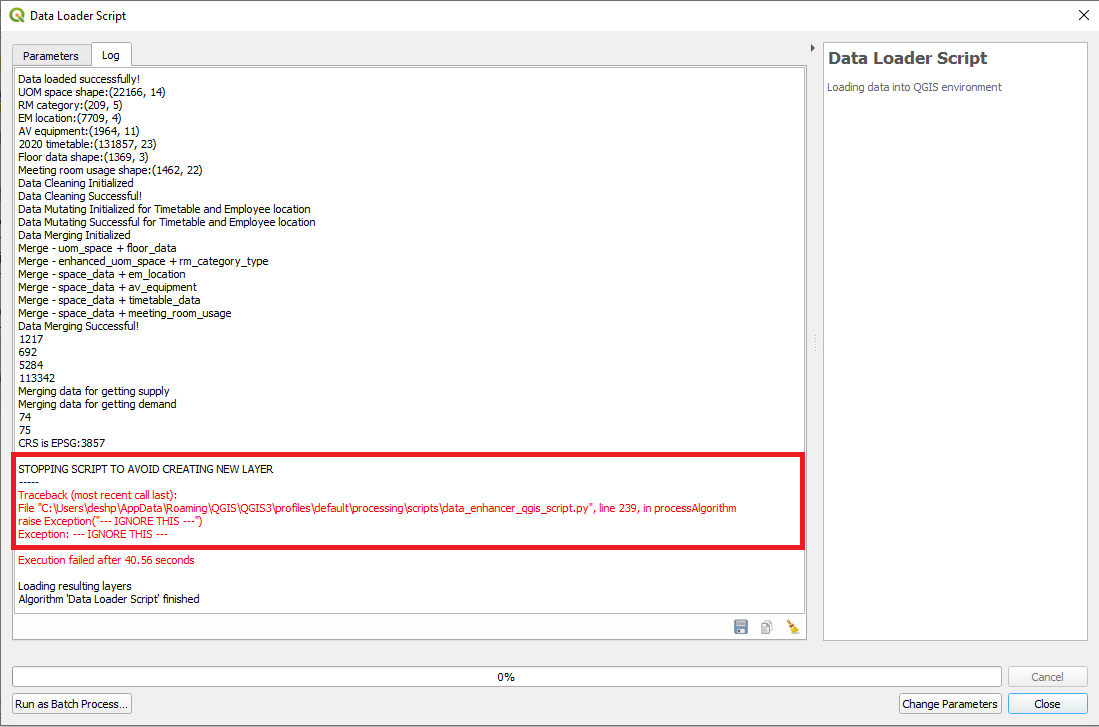 Data Loader Script
Parameters
Log
Data loaded successfully!
UOM space shape:(22166, 14)
RM category:(209, 5)
EM location:(7709, 4)
AV equipment:(1964, 11)
2020 timetable:(131857, 23)
Floor data shape:(1369, 3)
Meeting room usage shape:(1462, 22)
Data Cleaning Initialized
Data Cleaning Successful!
Data Mutating Initialized for Timetable and Employee location
Data Mutating Successful for Timetable and Employee location
Data Merging Initialized
Merge - uom_space + floor_data
Merge - enhanced_uom_space + rm_category_type
Merge - space_data + em_location
Merge - space_data + av_equipment
Merge - space_data + timetable_data
Merge - space_data + meeting_room_usage
Data Merging Successful!
1217
692
5284
113342
Merging data for getting supply
Merging data for getting demand
74
75
CRS is EPSG:3857
STOPPING SCRIPT TO AVOID CREATING NEW LAYER
-----
Traceback (most recent call last):
File "C:\Users\deshp\AppData\Roaming\QGIS\QGIS3\profiles\default\processing\scripts\data_enhancer_qgis_script.py", line 239, in processAlgorithm
raise Exception("--- IGNORE THIS ---")
Exception: --- IGNORE THIS ---
Execution failed after 40.56 seconds
Loading resulting layers
Algorithm 'Data Loader Script' finished
Data Loader Script
Loading data into QGIS environment
0%
Cancel
Run as Batch Process...
Change Parameters
Close